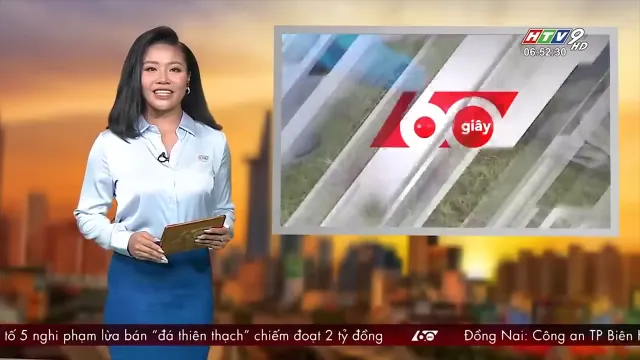 HTV9 HD
06:52:30
60 giây
tố 5 nghi phạm lừa bán "đá thiên thạch" chiếm đoạt 2 tỷ đồng 60 Đồng Nai: Công an TP Biên